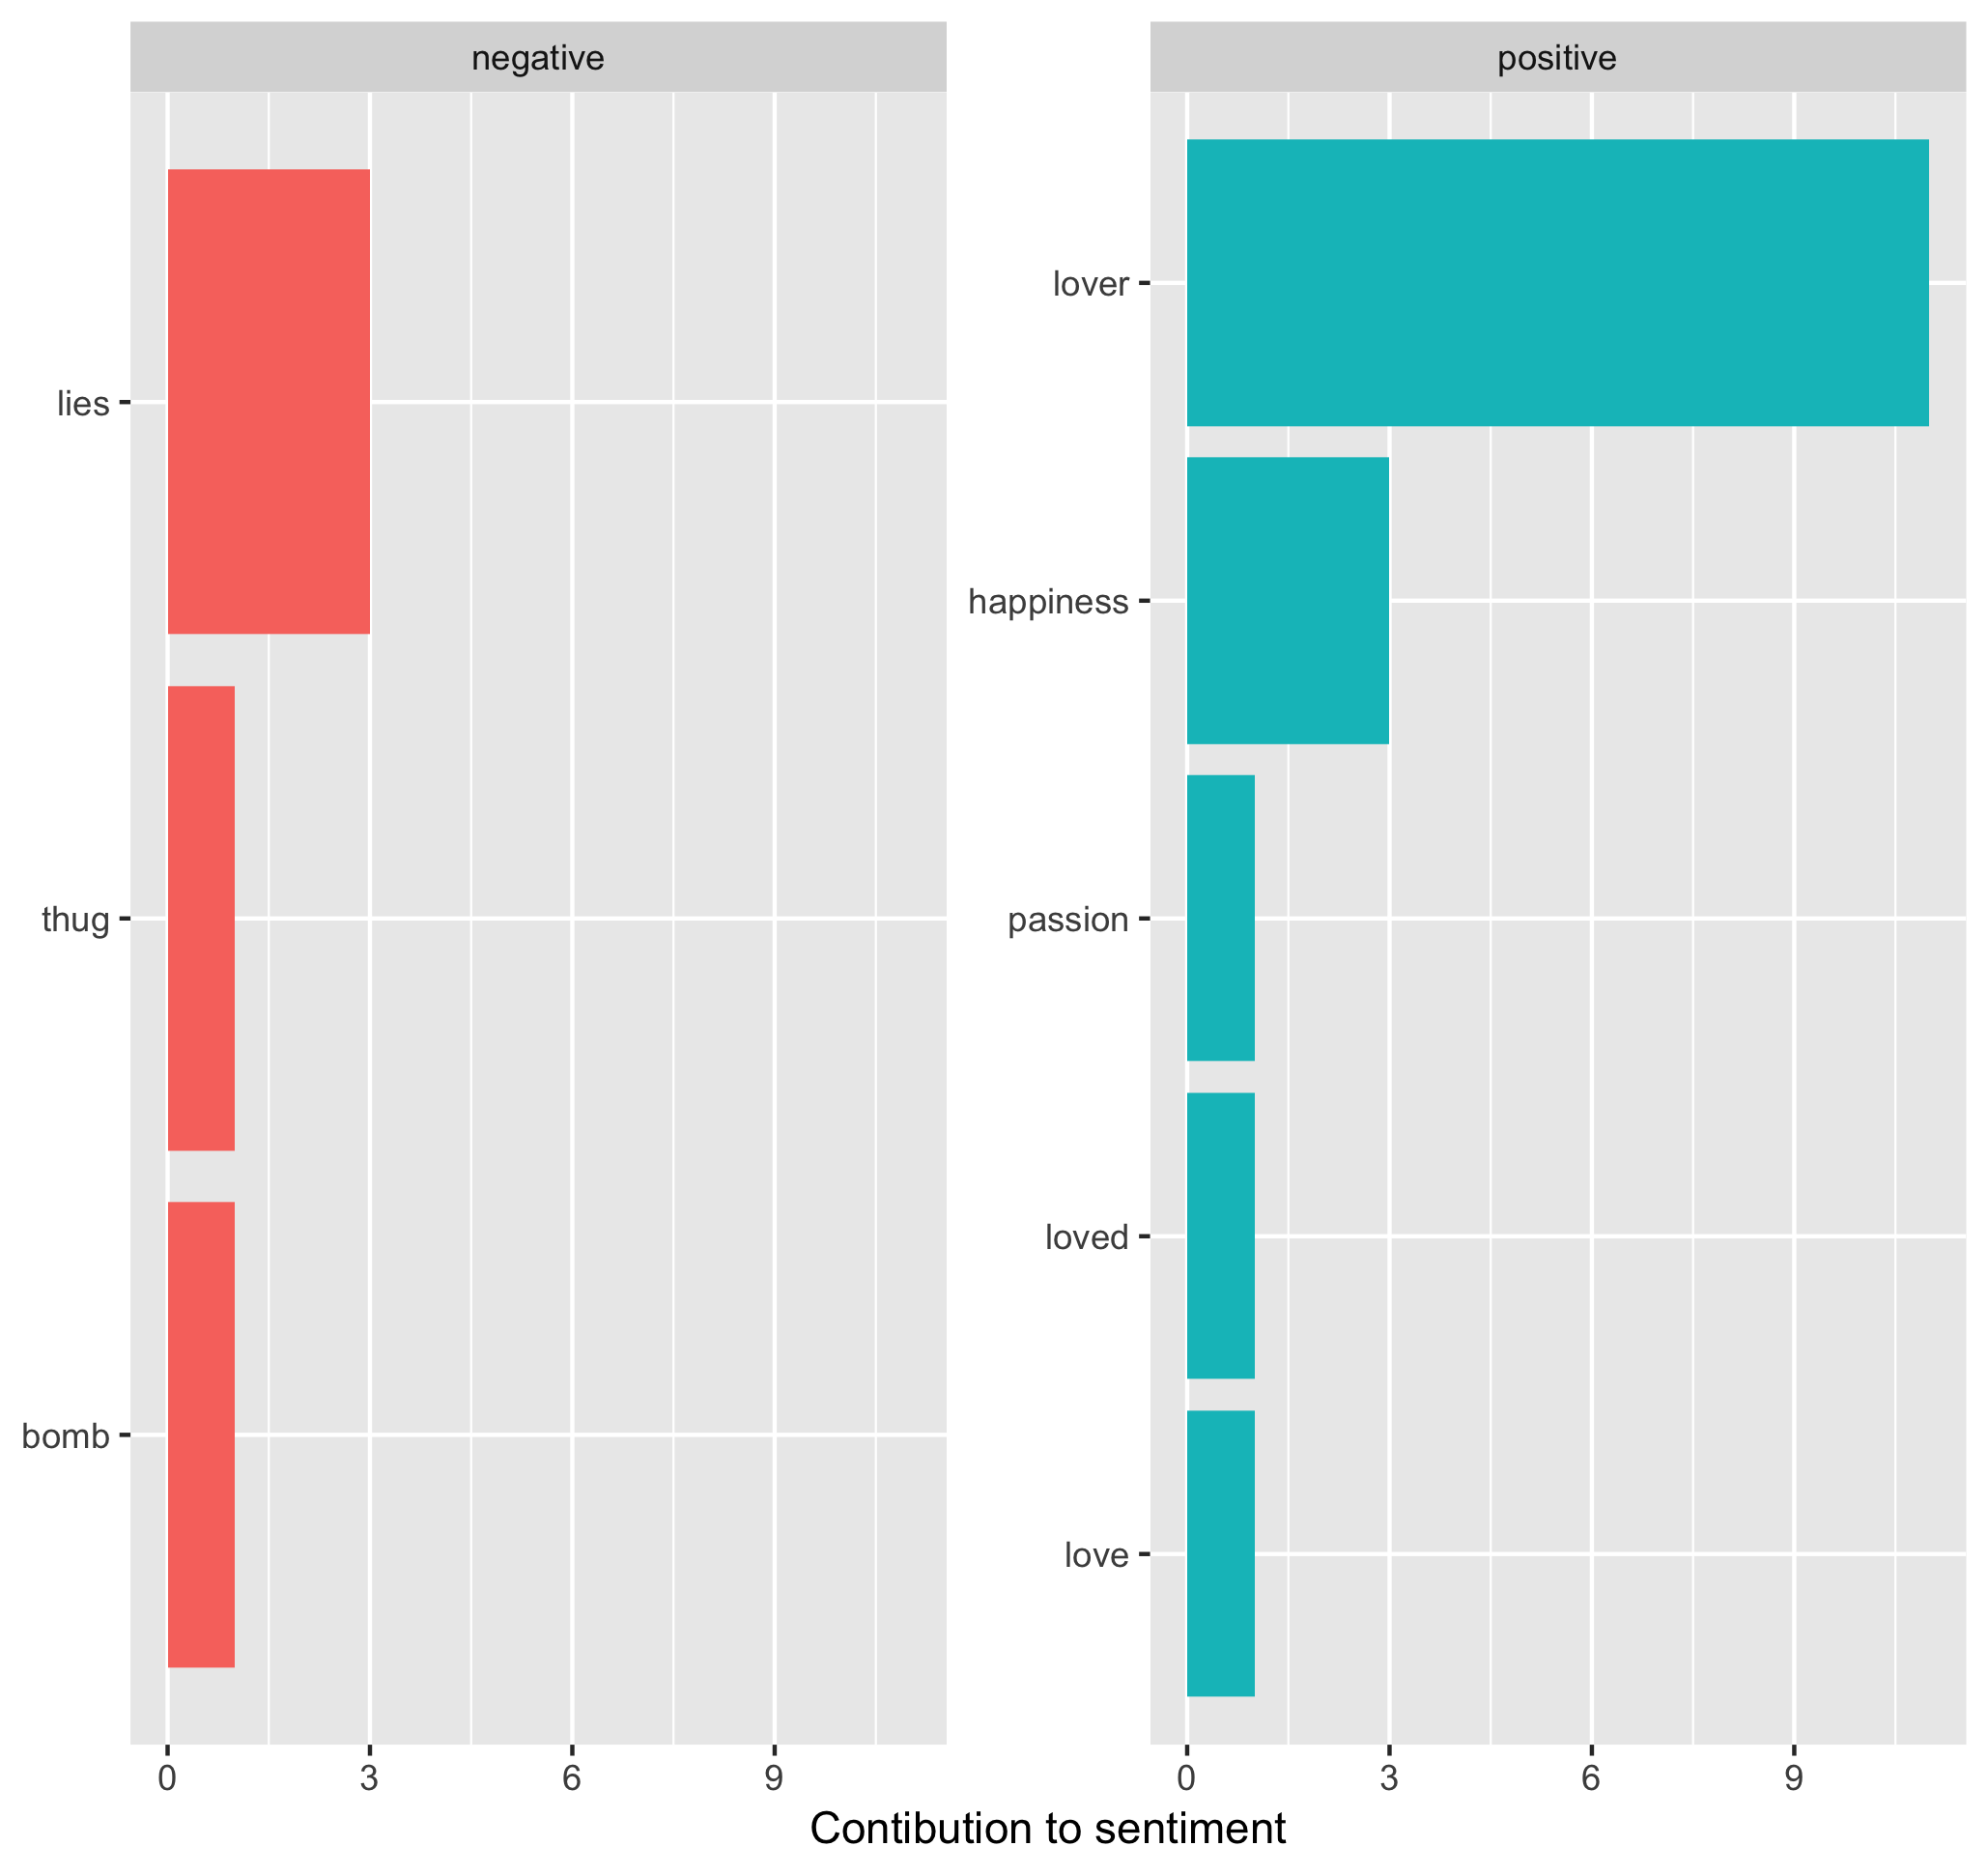 negative
positive
lies
thug
bomb
lover
happiness
passion
loved
love
0 3 6 9
0 3 6 9
Contibution to sentiment